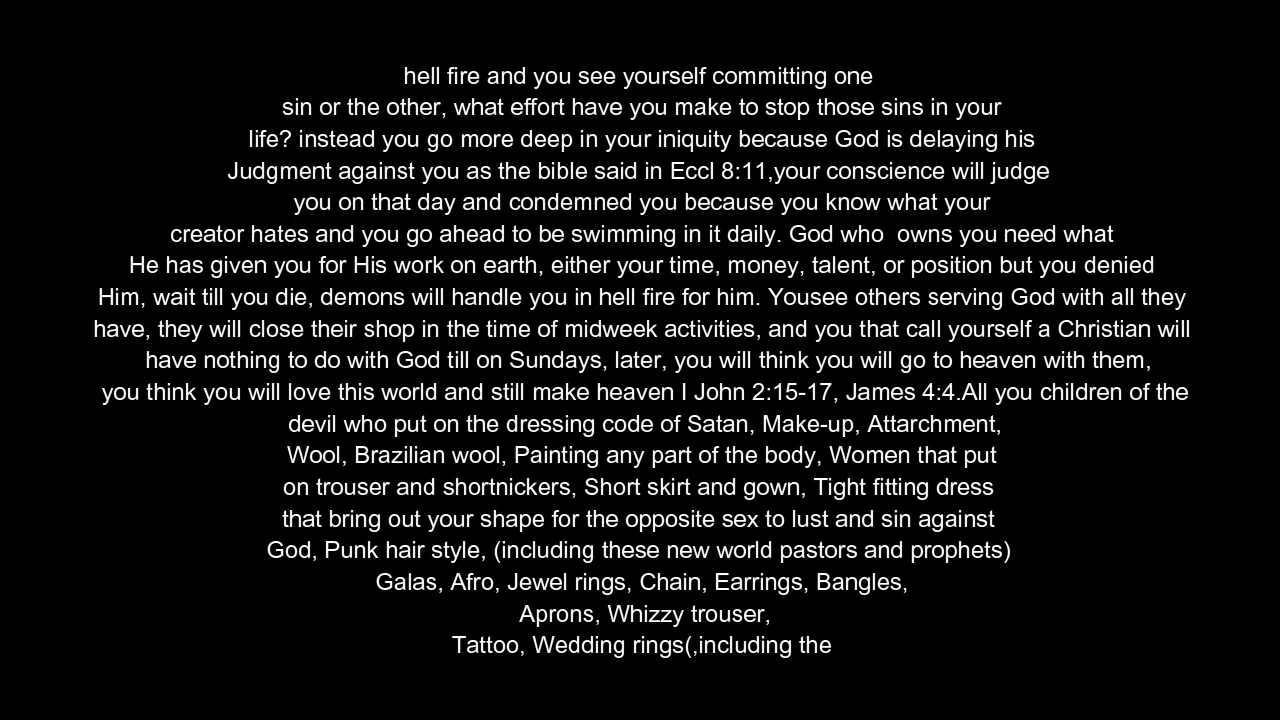 hell fire and you see yourself committing one
sin or the other, what effort have you make to stop those sins in your
life? instead you go more deep in your iniquity because God is delaying his
Judgment against you as the bible said in Eccl 8:11,your conscience will judge
you on that day and condemned you because you know what your
creator hates and you go ahead to be swimming in it daily. God who  owns you need what
He has given you for His work on earth, either your time, money, talent, or position but you denied
Him, wait till you die, demons will handle you in hell fire for him. Yousee others serving God with all they
have, they will close their shop in the time of midweek activities, and you that call yourself a Christian will
have nothing to do with God till on Sundays, later, you will think you will go to heaven with them,
you think you will love this world and still make heaven I John 2:15-17, James 4:4.All you children of the
devil who put on the dressing code of Satan, Make-up, Attarchment,
Wool, Brazilian wool, Painting any part of the body, Women that put
on trouser and shortnickers, Short skirt and gown, Tight fitting dress
that bring out your shape for the opposite sex to lust and sin against
God, Punk hair style, (including these new world pastors and prophets)
Galas, Afro, Jewel rings, Chain, Earrings, Bangles,
Aprons, Whizzy trouser,
Tattoo, Wedding rings(,including the